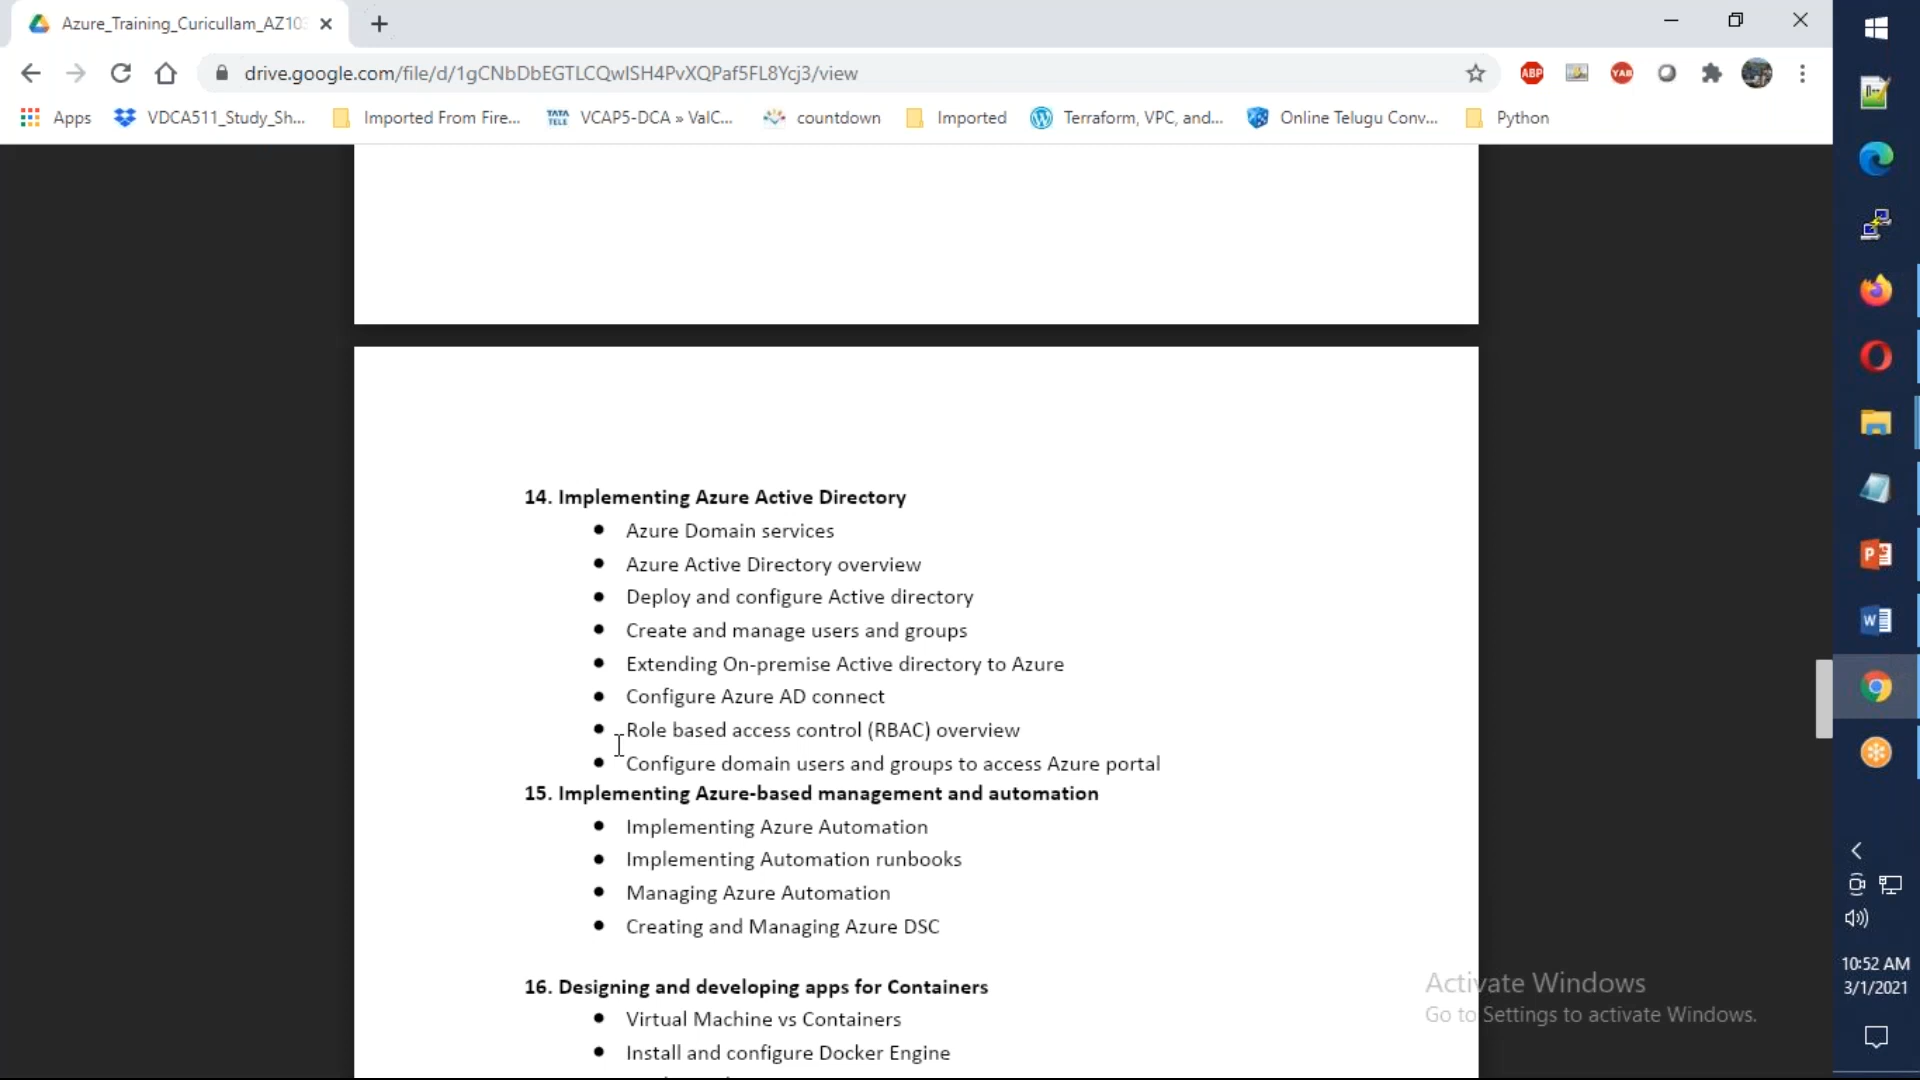 Azure_Training_Curicullam_AZ103
drive.google.com/file/d/1gCNbDbEGTLCQwISH4PvXQPaf5FL8Ycj3/view
ABP
YAB
Apps
VDCA511_Study_Sh...
Imported From Fire...
TATA
TELE
VCAP5-DCA » ValC...
countdown
Imported
Terraform, VPC, and...
Online Telugu Conv...
Python
14. Implementing Azure Active Directory
• Azure Domain services
• Azure Active Directory overview
• Deploy and configure Active directory
• Create and manage users and groups
• Extending On-premise Active directory to Azure
• Configure Azure AD connect
• Role based access control (RBAC) overview
• Configure domain users and groups to access Azure portal
15. Implementing Azure-based management and automation
• Implementing Azure Automation
• Implementing Automation runbooks
• Managing Azure Automation
• Creating and Managing Azure DSC
16. Designing and developing apps for Containers
• Virtual Machine vs Containers
• Install and configure Docker Engine
Activate Windows
Go to Settings to activate Windows.
10:52 AM
3/1/2021